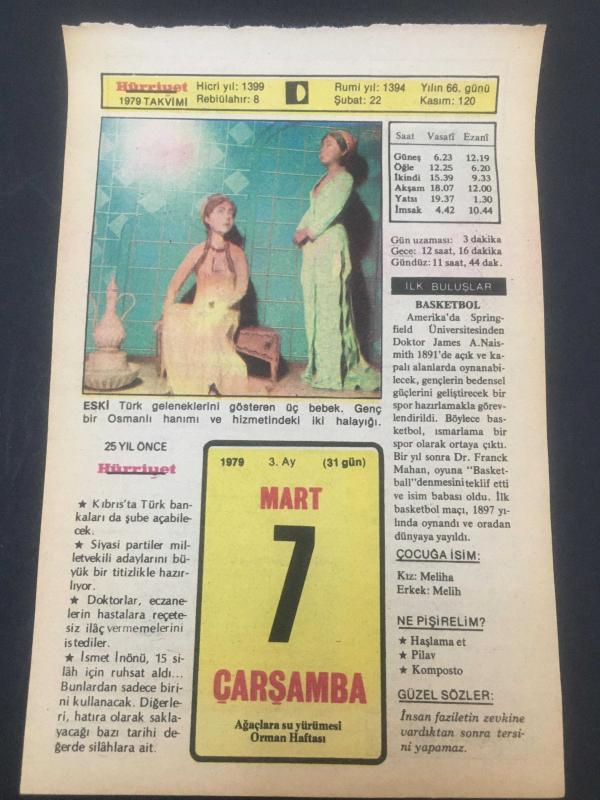 Hürriyet
1979 TAKVİMİ
Hicri yıl: 1399
Rebiülahır: 8
Rumi yıl: 1394
Şubat: 22
Yılın 66. günü
Kasım: 120
Saat Vasatî Ezanî
Güneş 6.23 12.19
Öğle 12.25 6.20
İkindi 15.39 9.33
Akşam 18.07 12.00
Yatsı 19.37 1.30
İmsak 4.42 10.44
Gün uzaması: 3 dakika
Gece: 12 saat, 16 dakika
Gündüz: 11 saat, 44 dak.
ESKİ Türk geleneklerini gösteren üç bebek. Genç
bir Osmanlı hanımı ve hizmetindeki iki halayığı.
25 YIL ÖNCE
Hürriyet
★ Kıbrıs'ta Türk ban-
kaları da şube açabile-
cek.
★ Siyasi partiler mil-
letvekili adaylarını bü-
yük bir titizlikle hazır-
lıyor.
★ Doktorlar, eczane-
lerin hastalara reçete-
siz ilâç vermemelerini
istediler.
★ İsmet İnönü, 15 si-
lâh için ruhsat aldı...
Bunlardan sadece biri-
ni kullanacak. Diğerle-
ri, hatıra olarak sakla-
yacağı bazı tarihi de-
ğerde silâhlara ait.
1979 3. Ay (31 gün)
MART
7
ÇARŞAMBA
Ağaçlara su yürümesi
Orman Haftası
İLK BULUŞLAR
BASKETBOL
Amerika'da Spring-
field Üniversitesinden
Doktor James A.Nais-
mith 1891'de açık ve ka-
palı alanlarda oynanabi-
lecek, gençlerin bedensel
güçlerini geliştirecek bir
spor hazırlamakla görev-
lendirildi. Böylece bas-
ketbol, ısmarlama bir
spor olarak ortaya çıktı.
Bir yıl sonra Dr. Franck
Mahan, oyuna "Basket-
ball" denmesini teklif etti
ve isim babası oldu. İlk
basketbol maçı, 1897 yı-
lında oynandı ve oradan
dünyaya yayıldı.
ÇOCUĞA İSİM:
Kız: Meliha
Erkek: Melih
NE PİŞİRELİM?
★ Haşlama et
★ Pilav
★ Komposto
GÜZEL SÖZLER:
İnsan faziletin zevkine
vardıktan sonra tersi-
ni yapamaz.